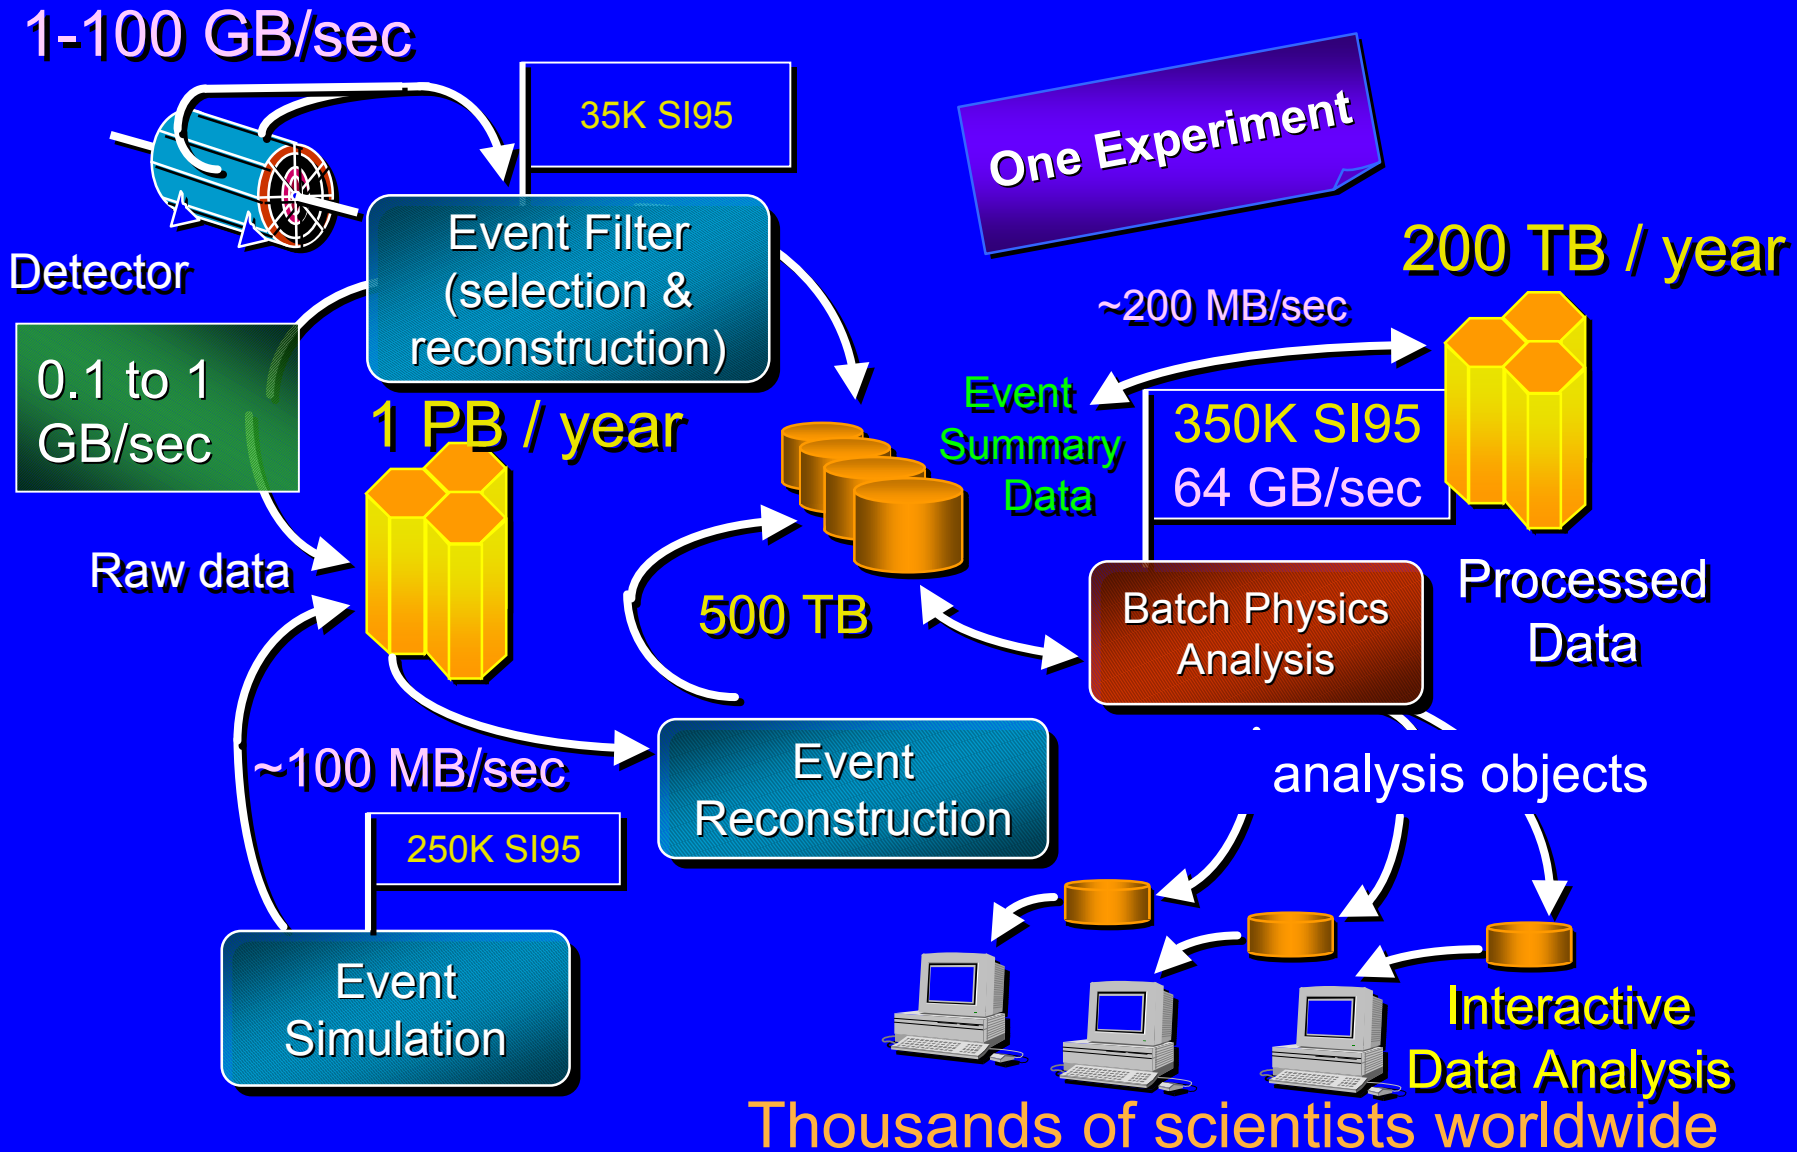 1-100 GB/sec
35K SI95
One Experiment
Detector
Event Filter
(selection &
reconstruction)
200 TB / year
~200 MB/sec
0.1 to 1
GB/sec
1 PB / year
Event
Summary
Data
350K SI95
64 GB/sec
Raw data
500 TB
Batch Physics
Analysis
Processed
Data
~100 MB/sec
Event
Reconstruction
analysis objects
250K SI95
Event
Simulation
Interactive
Data Analysis
Thousands of scientists worldwide